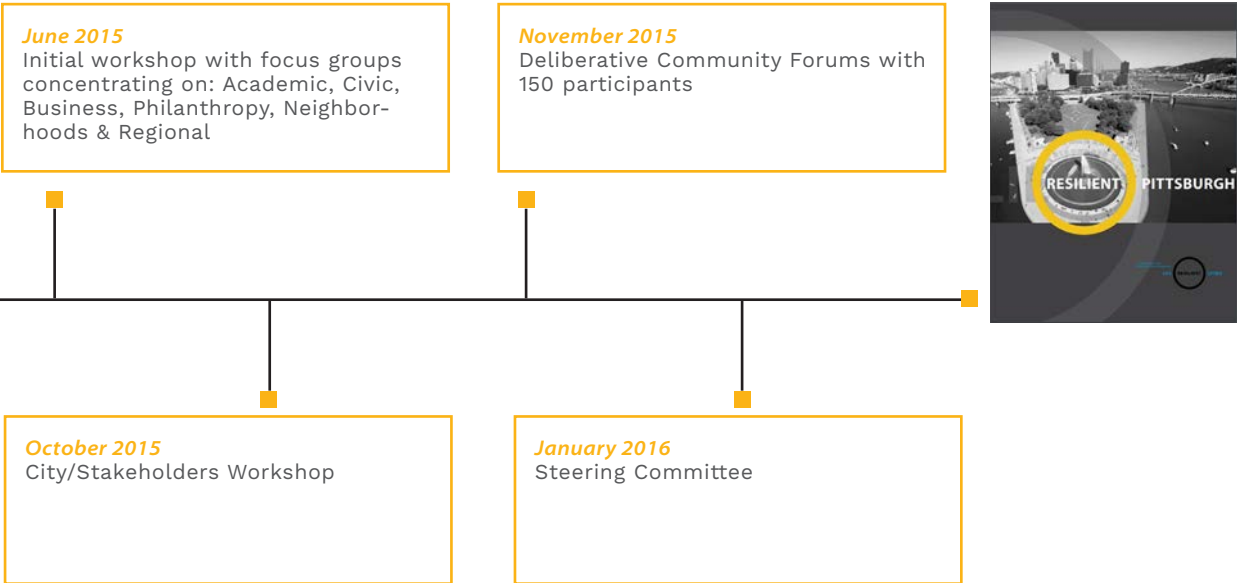 June 2015
Initial workshop with focus groups
concentrating on: Academic, Civic,
Business, Philanthropy, Neighbor-
hoods & Regional
November 2015
Deliberative Community Forums with
150 participants
RESILIENT PITTSBURGH
October 2015
City/Stakeholders Workshop
January 2016
Steering Committee